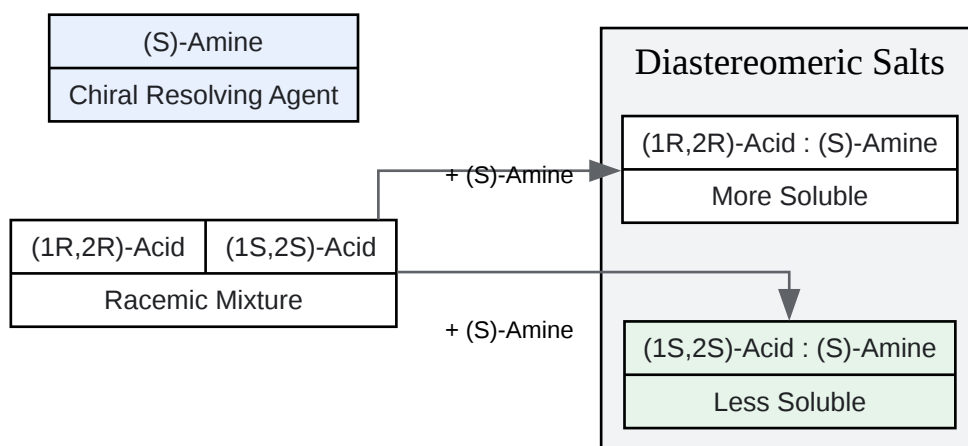 (S)-Amine
Chiral Resolving Agent
Diastereomeric Salts
(1R,2R)-Acid : (S)-Amine
More Soluble
+ (S)-Amine
(1R,2R)-Acid
(1S,2S)-Acid
Racemic Mixture
+ (S)-Amine
(1S,2S)-Acid : (S)-Amine
Less Soluble